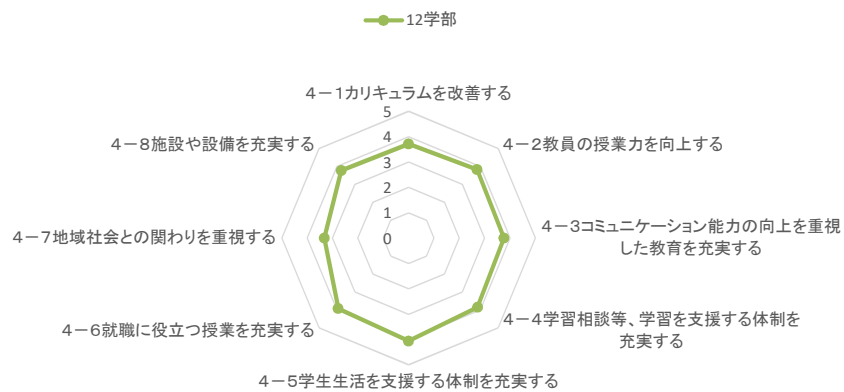 12学部
4－1カリキュラムを改善する
5
4
3
2
1
0
4－2教員の授業力を向上する
4－3コミュニケーション能力の向上を重視
した教育を充実する
4－4学習相談等、学習を支援する体制を
充実する
4－5学生生活を支援する体制を充実する
4－6就職に役立つ授業を充実する
4－7地域社会との関わりを重視する
4－8施設や設備を充実する